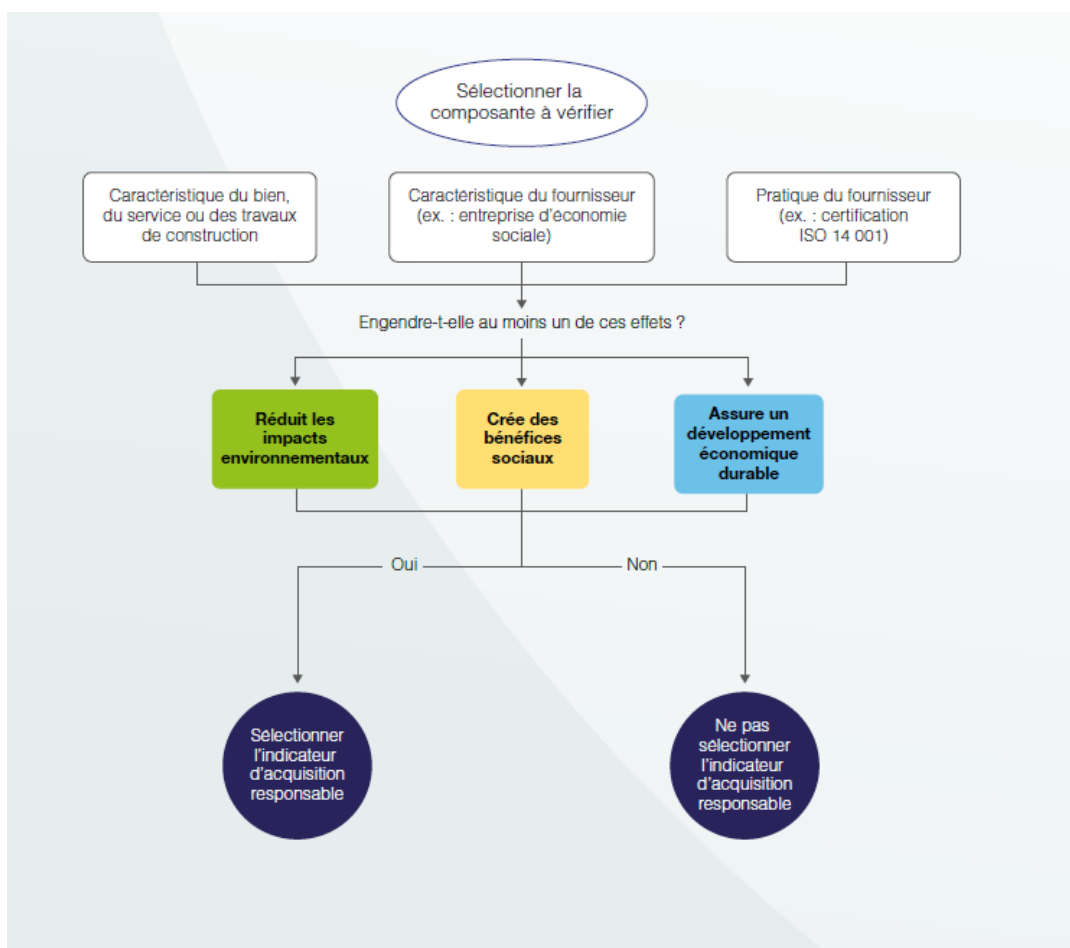 Sélectionner la
composante à vérifier
Caractéristique du bien,
du service ou des travaux
de construction
Caractéristique du fournisseur
(ex. : entreprise d'économie
sociale)
Pratique du fournisseur
(ex. : certification
ISO 14 001)
Engendre-t-elle au moins un de ces effets ?
Réduit les
impacts
environnementaux
Crée des
bénéfices
sociaux
Assure un
développement
économique
durable
Oui
Non
Sélectionner
l'indicateur
d'acquisition
responsable
Ne pas
sélectionner
l'indicateur
d'acquisition
responsable